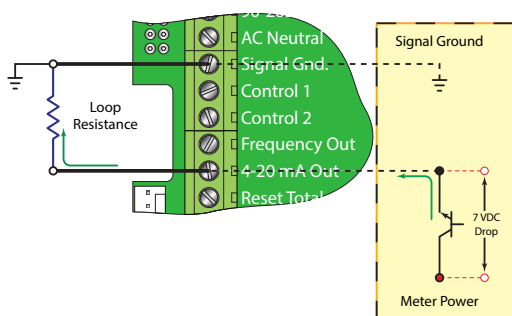 AC Neutral
Signal Gnd.
Control 1
Control 2
Frequency Out
4-20 mA Out
Reset Total
Loop
Resistance
Signal Ground
7 VDC
Drop
Meter Power